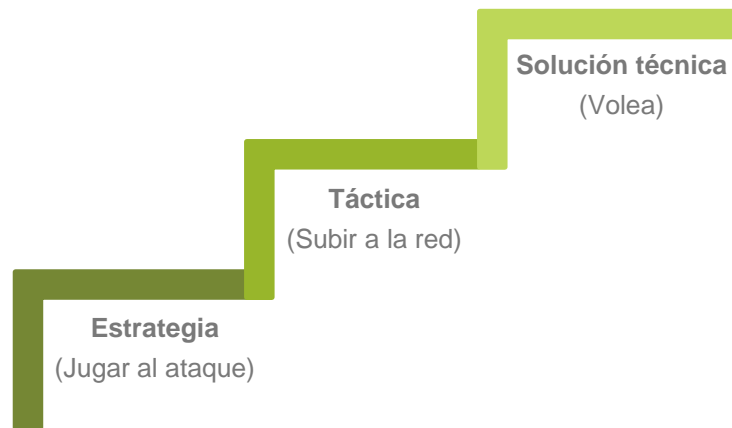 Solución técnica
(Volea)
Táctica
(Subir a la red)
Estrategia
(Jugar al ataque)